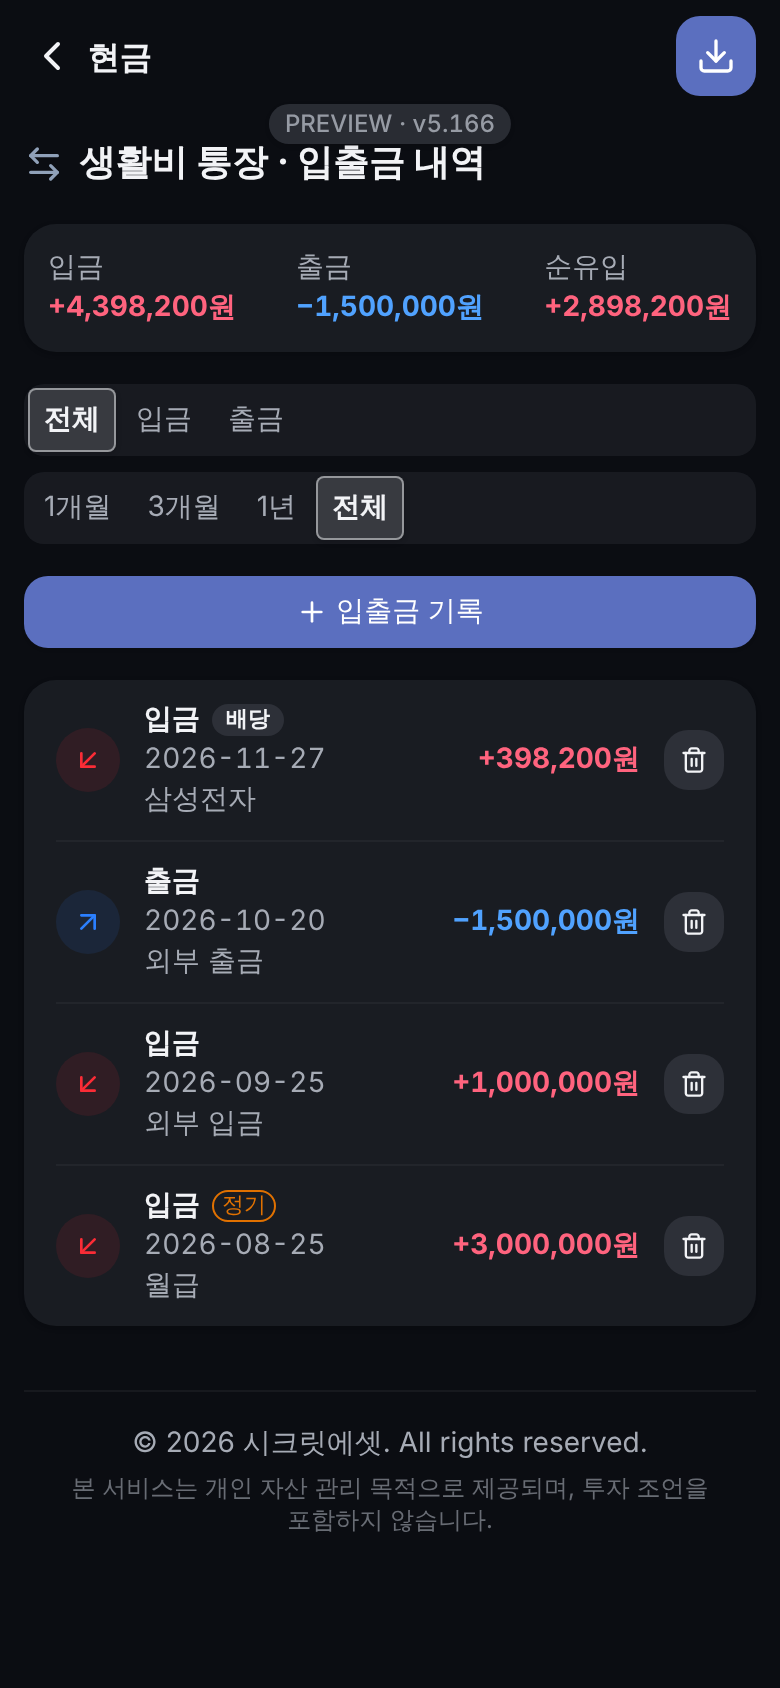 현금
PREVIEW · v5.166
생활비 통장 · 입출금 내역
입금 출금 순유입
+4,398,200원 −1,500,000원 +2,898,200원
전체 입금 출금
1개월 3개월 1년 전체
+ 입출금 기록
입금 배당
2026-11-27 +398,200원
삼성전자
출금
2026-10-20 −1,500,000원
외부 출금
입금
2026-09-25 +1,000,000원
외부 입금
입금 정기
2026-08-25 +3,000,000원
월급
© 2026 시크릿에셋. All rights reserved.
본 서비스는 개인 자산 관리 목적으로 제공되며, 투자 조언을
포함하지 않습니다.